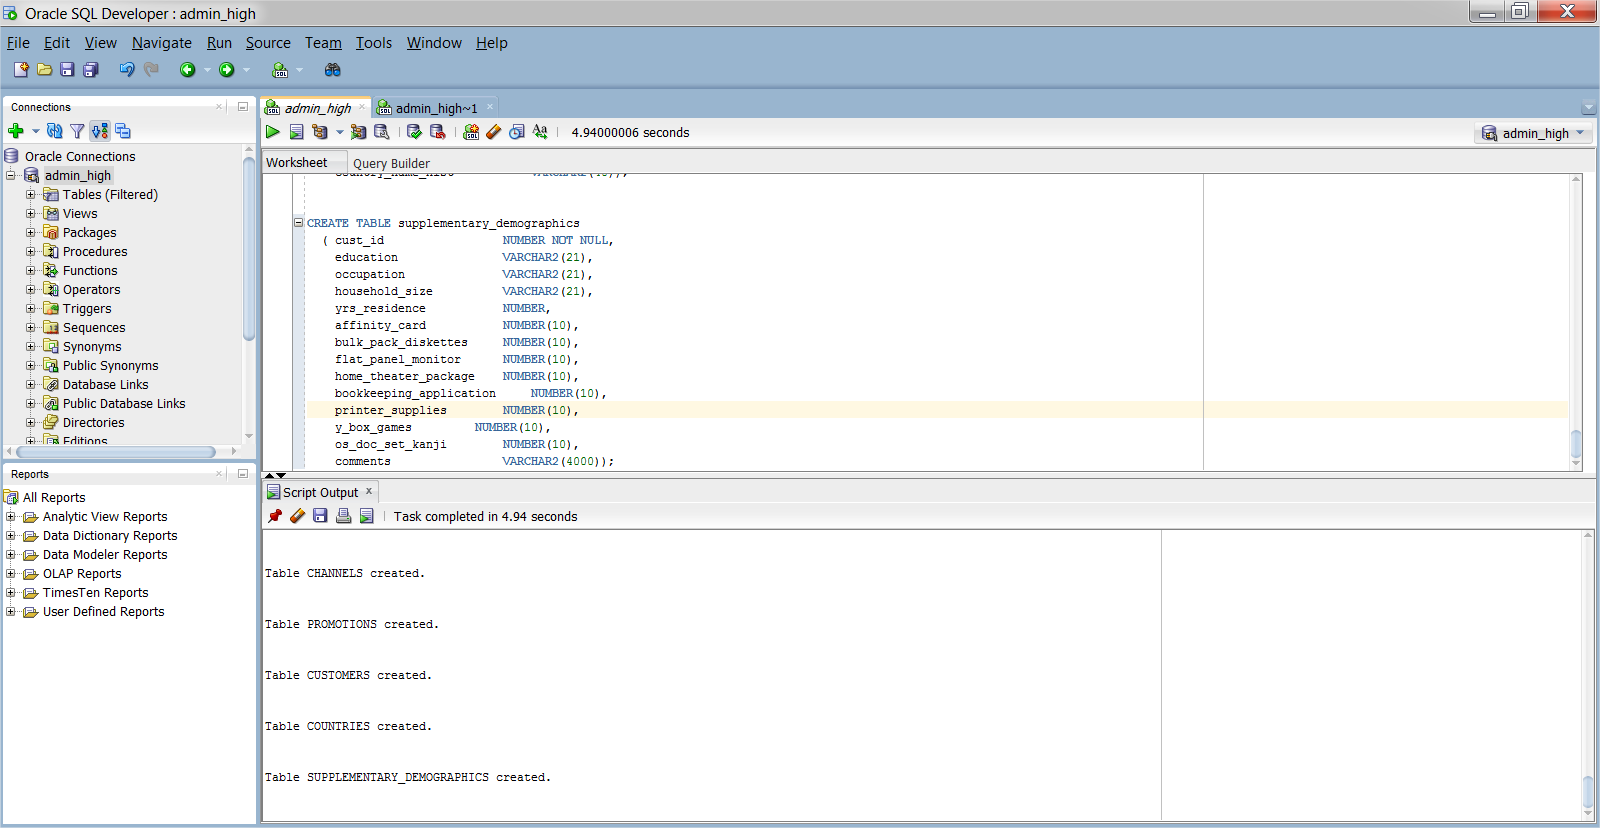 Oracle SQL Developer : admin_high
File Edit View Navigate Run Source Team Tools Window Help
Connections
Oracle Connections
admin_high
Tables (Filtered)
Views
Packages
Procedures
Functions
Operators
Triggers
Sequences
Synonyms
Public Synonyms
Database Links
Public Database Links
Directories
Editions
Reports
All Reports
Analytic View Reports
Data Dictionary Reports
Data Modeler Reports
OLAP Reports
TimesTen Reports
User Defined Reports
admin_high admin_high~1
4.94000006 seconds
admin_high
Worksheet Query Builder
CREATE TABLE supplementary_demographics
( cust_id NUMBER NOT NULL,
education VARCHAR2(21),
occupation VARCHAR2(21),
household_size VARCHAR2(21),
yrs_residence NUMBER,
affinity_card NUMBER(10),
bulk_pack_diskettes NUMBER(10),
flat_panel_monitor NUMBER(10),
home_theater_package NUMBER(10),
bookkeeping_application NUMBER(10),
printer_supplies NUMBER(10),
y_box_games NUMBER(10),
os_doc_set_kanji NUMBER(10),
comments VARCHAR2(4000));
Script Output
Task completed in 4.94 seconds
Table CHANNELS created.
Table PROMOTIONS created.
Table CUSTOMERS created.
Table COUNTRIES created.
Table SUPPLEMENTARY_DEMOGRAPHICS created.